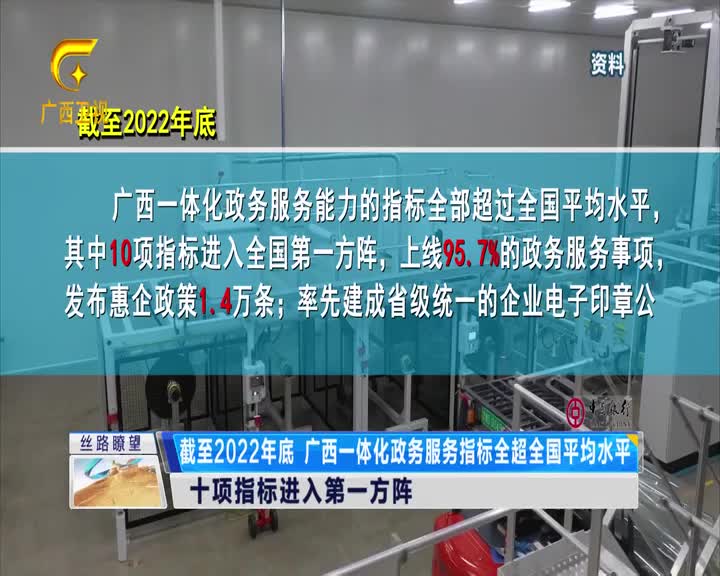 资料
广西卫视
截至2022年底
广西一体化政务服务能力的指标全部超过全国平均水平，
其中10项指标进入全国第一方阵，上线95.7%的政务服务事项，
发布惠企政策1.4万条；率先建成省级统一的企业电子印章公
中国银行
丝路瞭望
截至2022年底 广西一体化政务服务指标全超全国平均水平
十项指标进入第一方阵